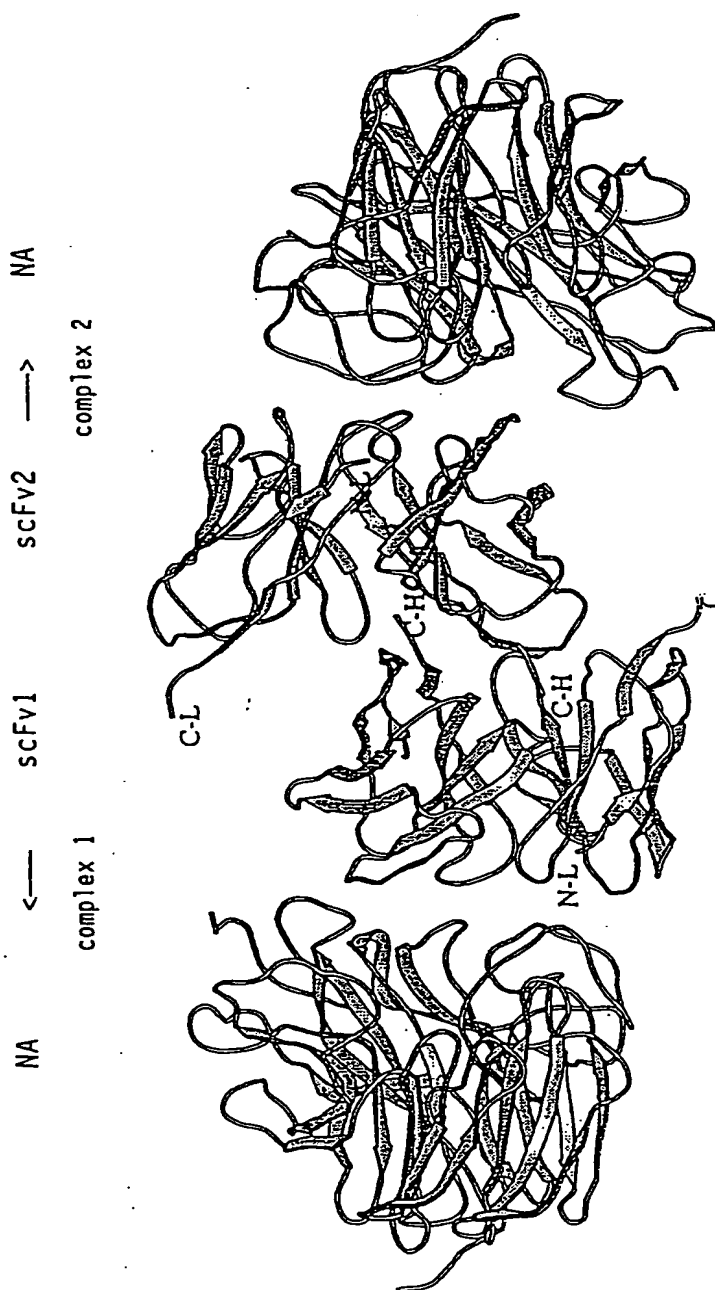 NA <—— scFv1 scFv2 ——> NA
complex 1 complex 2
C-L
C-H
C-H
N-L